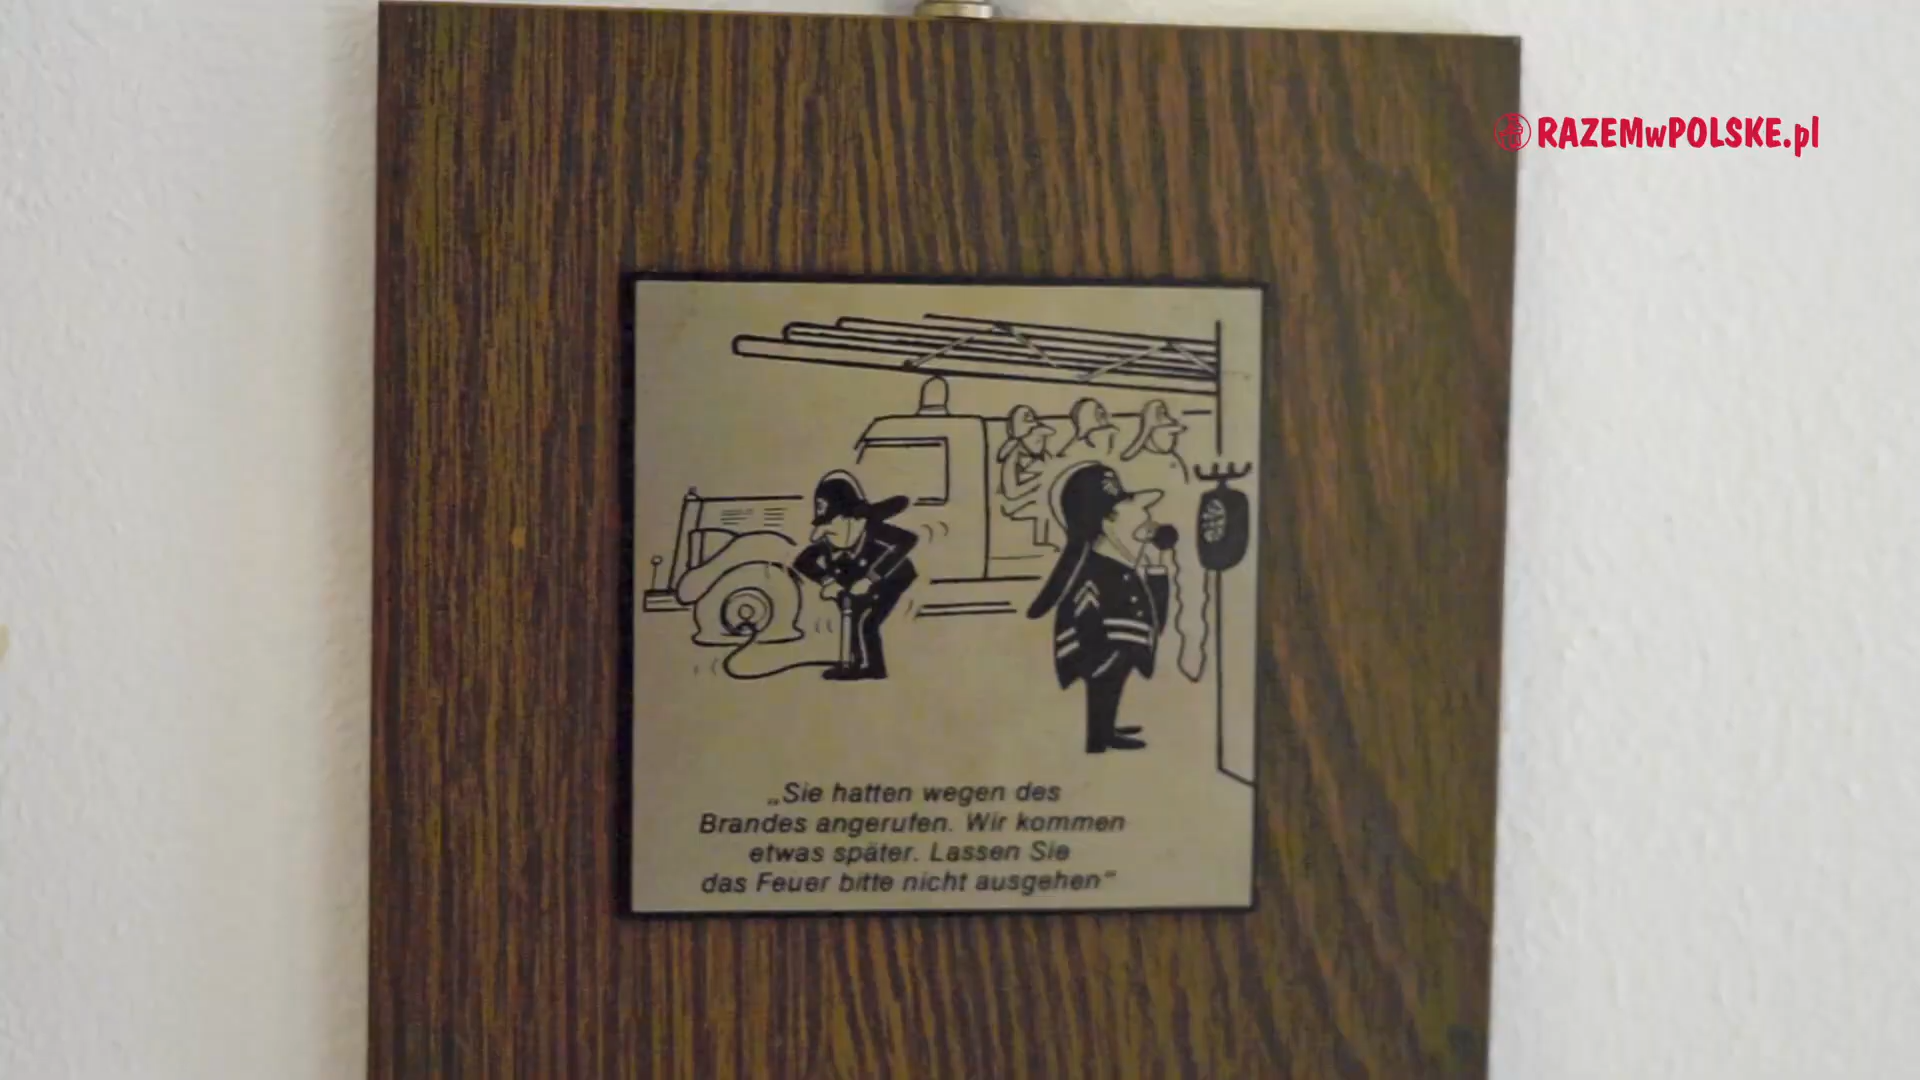 RAZEMwPOLSKE.pl
„Sie hatten wegen des
Brandes angerufen. Wir kommen
etwas später. Lassen Sie
das Feuer bitte nicht ausgehen“